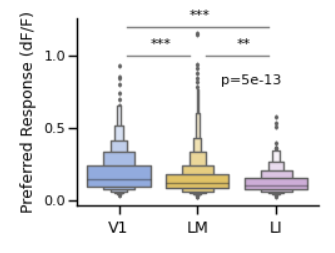 ***
*** **
p=5e-13
1.0
0.5
0.0
Preferred Response (dF/F)
V1 LM LI